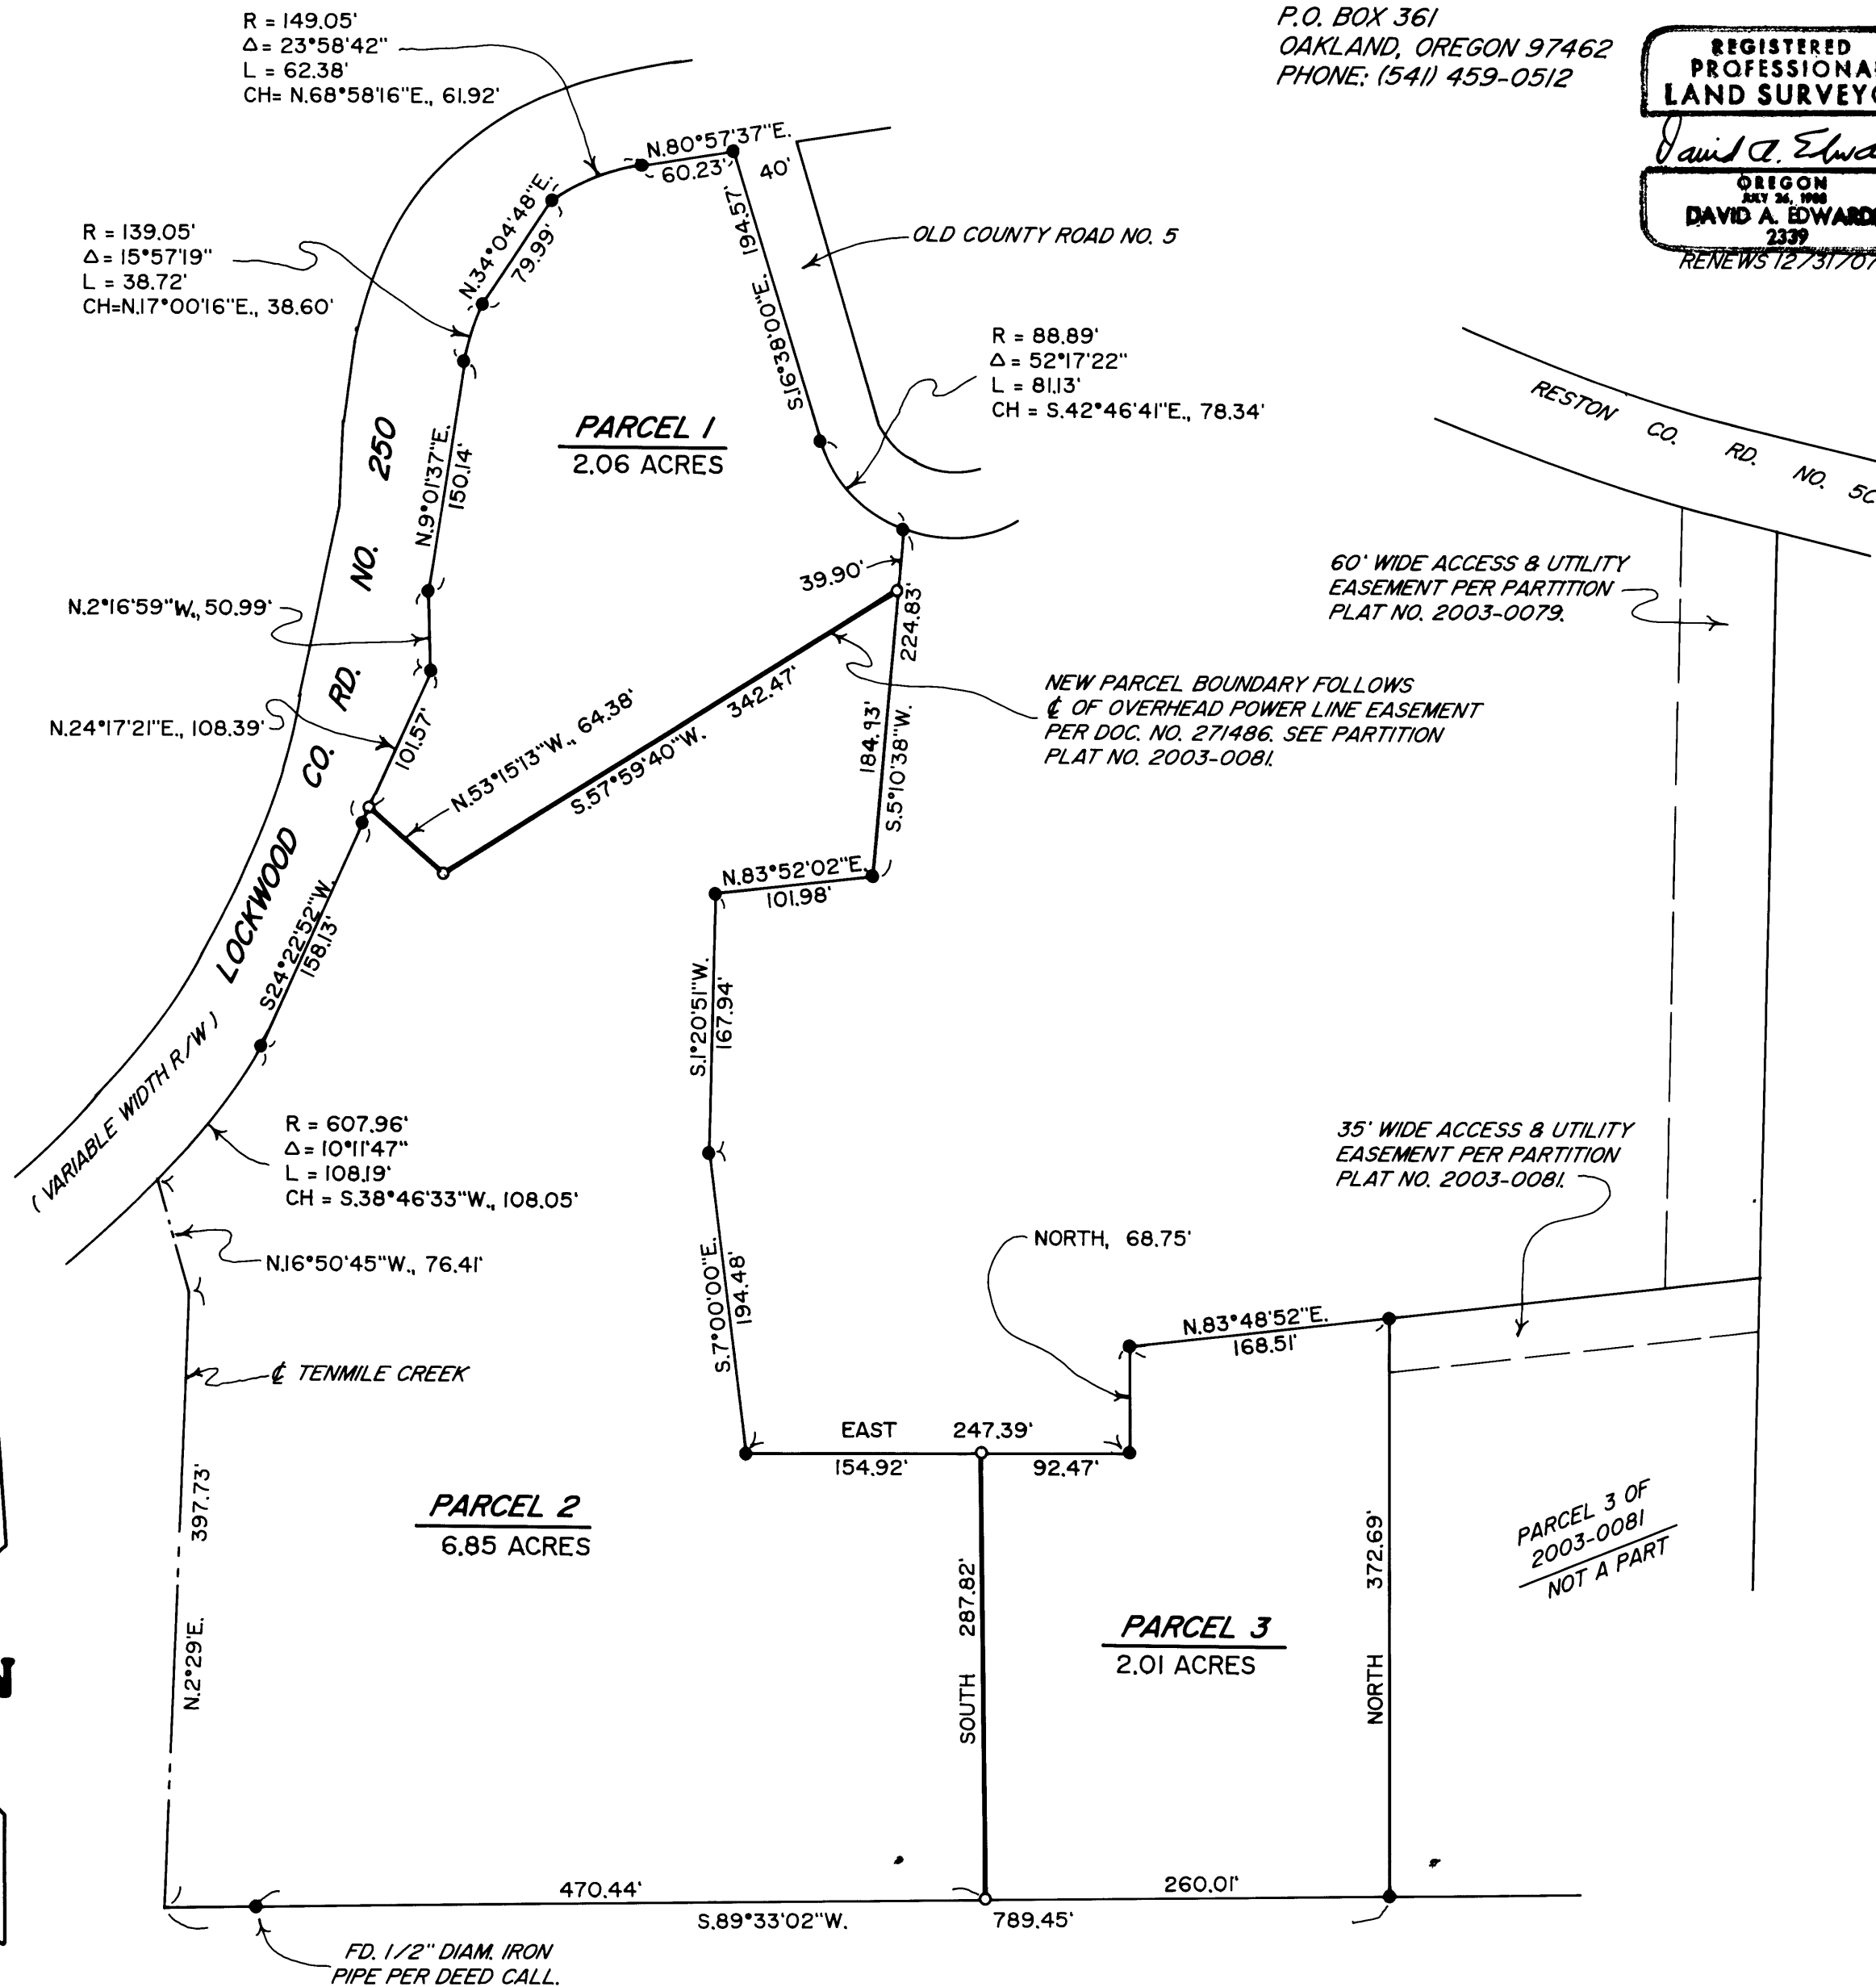 P.O. BOX 361
OAKLAND, OREGON 97462
PHONE: (541) 459-0512
REGISTERED
PROFESSIONA
LAND SURVEYO
David A. Edwa
OREGON
JULY 26, 1988
DAVID A. EDWARDS
2339
RENEWS 12/31/07
R = 149.05'
Δ = 23°58'42"
L = 62.38'
CH= N.68°58'16"E., 61.92'
N.80°57'37"E.
60.23'
40'
R = 139.05'
Δ = 15°57'19"
L = 38.72'
CH=N.17°00'16"E., 38.60'
N.34°04'48"E.
79.99'
S.16°38'00"E. 194.57'
OLD COUNTY ROAD NO. 5
R = 88.89'
Δ = 52°17'22"
L = 81.13'
CH = S.42°46'41"E., 78.34'
RESTON CO. RD. NO. 5C
PARCEL 1
2.06 ACRES
N.9°01'37"E.
150.14'
LOCKWOOD CO. RD. NO. 250
( VARIABLE WIDTH R/W )
39.90'
224.83'
60' WIDE ACCESS & UTILITY
EASEMENT PER PARTITION
PLAT NO. 2003-0079.
N.2°16'59"W., 50.99'
N.24°17'21"E., 108.39'
101.57'
N.53°15'13"W., 64.38'
342.47'
S.57°59'40"W.
NEW PARCEL BOUNDARY FOLLOWS
℄ OF OVERHEAD POWER LINE EASEMENT
PER DOC. NO. 271486. SEE PARTITION
PLAT NO. 2003-0081.
184.93'
S.5°10'38"W.
N.83°52'02"E.
101.98'
S24°22'52"W.
158.13'
S.1°20'51"W.
167.94'
R = 607.96'
Δ = 10°11'47"
L = 108.19'
CH = S.38°46'33"W., 108.05'
35' WIDE ACCESS & UTILITY
EASEMENT PER PARTITION
PLAT NO. 2003-0081.
N.16°50'45"W., 76.41'
S.7°00'00"E.
194.48'
NORTH, 68.75'
N.83°48'52"E.
168.51'
℄ TENMILE CREEK
EAST 247.39'
154.92' 92.47'
N.2°29'E. 397.73'
PARCEL 2
6.85 ACRES
SOUTH 287.82'
PARCEL 3
2.01 ACRES
NORTH 372.69'
PARCEL 3 OF
2003-0081
NOT A PART
N
470.44' 260.01'
S.89°33'02"W. 789.45'
FD. 1/2" DIAM. IRON
PIPE PER DEED CALL.